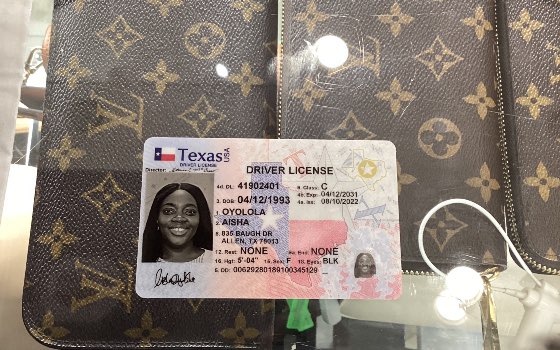 Texas USA
DRIVER LICENSE
Director:
DRIVER LICENSE
4d. DL: 41902401 9. Class: C
4b. Exp: 04/12/2031
3. DOB: 04/12/1993 4a. Iss: 08/10/2022
1. OYOLOLA
2. AISHA
8. 835 BAUGH DR
ALLEN, TX 75013
12. Rest: NONE 9a. End: NONE
16. Hgt: 5'-04" 15. Sex: F 18. Eyes: BLK
5. DD: 00629280189100345129